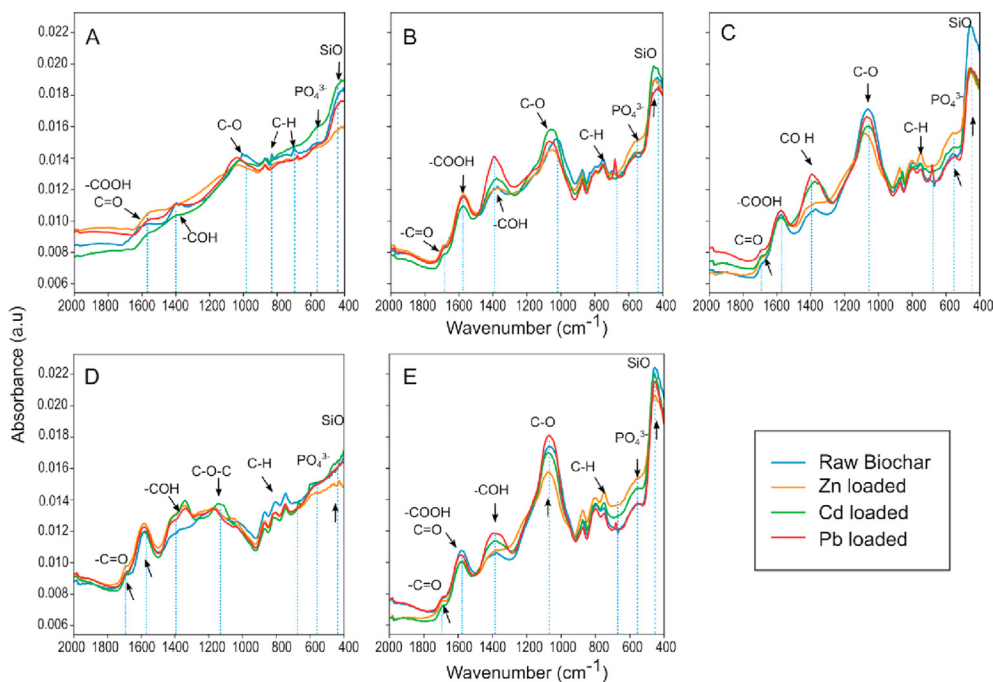 Absorbance (a.u)
A
0.022
0.020
0.018
0.016
0.014
0.012
0.010
0.008
0.006
-COOH
C=O
-COH
C-O
C-H
PO₄³⁻
SiO
2000 1600 1400 1200 1000 800 600 400
B
-C=O
-COOH
-COH
C-O
C-H
PO₄³⁻
SiO
2000 1600 1400 1200 1000 800 600 400
C
C=O
-COOH
CO H
C-O
C-H
PO₄³⁻
SiO
2000 1600 1400 1200 1000 800 600 400
Wavenumber (cm⁻¹)
D
0.022
0.020
0.018
0.016
0.014
0.012
0.010
0.008
0.006
-C=O
-COH
C-O-C
C-H
PO₄³⁻
SiO
2000 1600 1400 1200 1000 800 600 400
E
-COOH
C=O
-C=O
-COH
C-O
C-H
PO₄³⁻
SiO
2000 1600 1400 1200 1000 800 600 400
Wavenumber (cm⁻¹)
Raw Biochar
Zn loaded
Cd loaded
Pb loaded